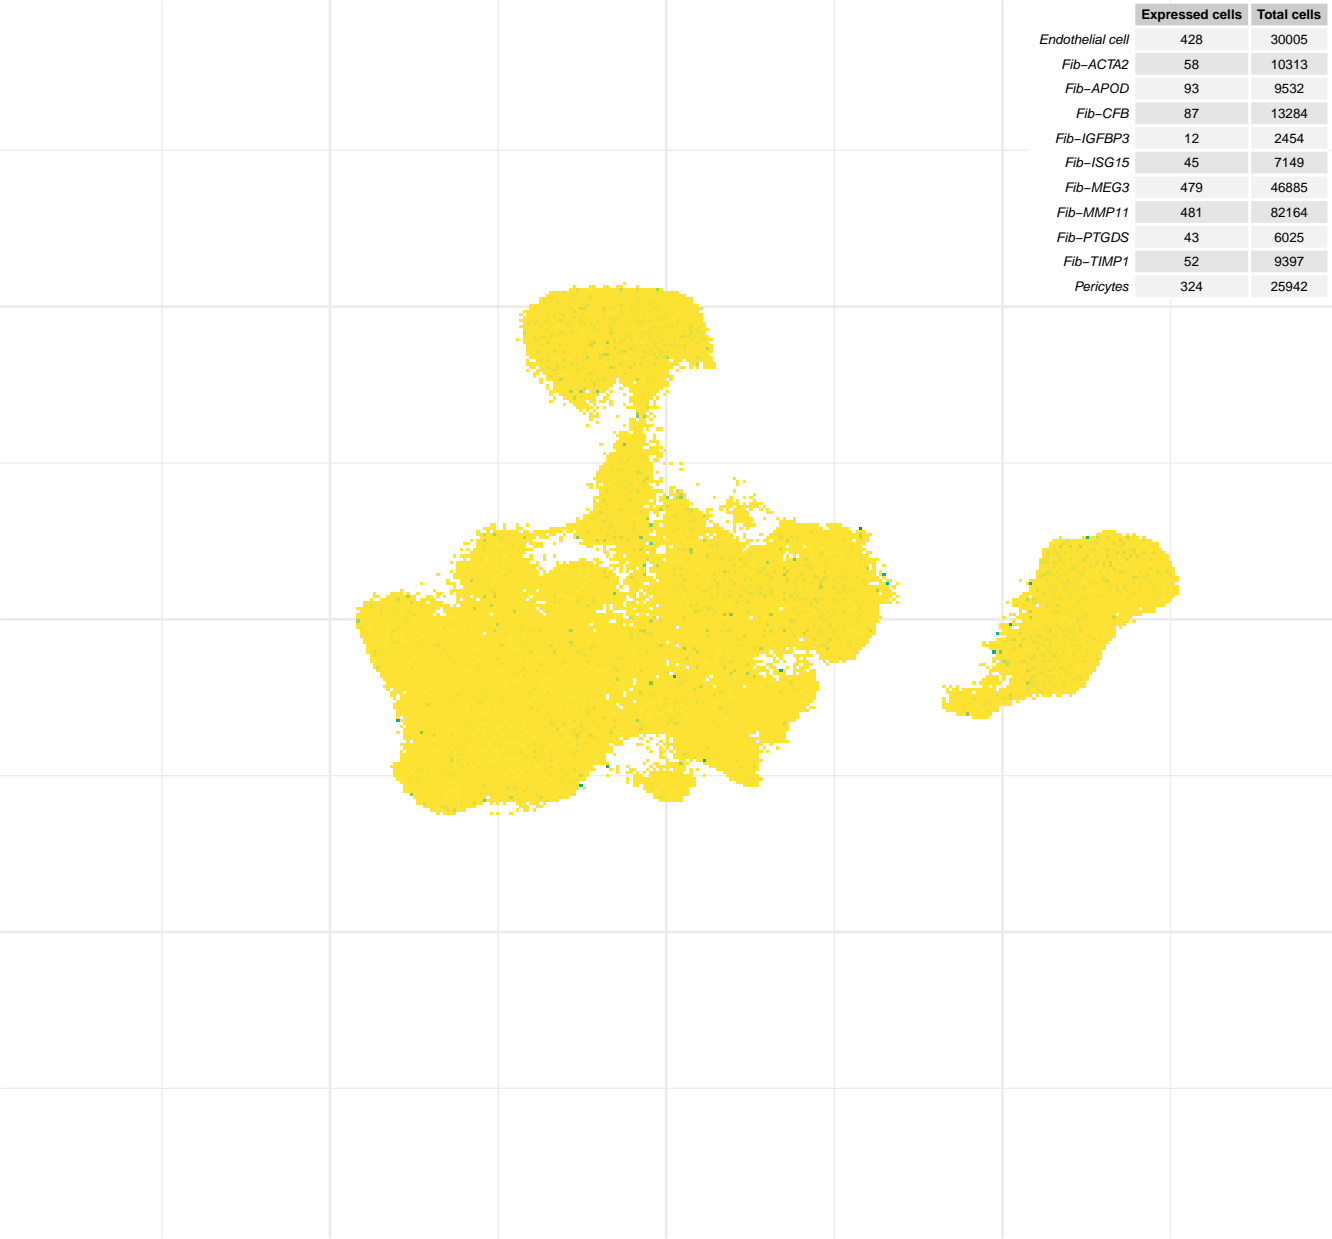 Expressed cells Total cells
Endothelial cell 428 30005
Fib−ACTA2 58 10313
Fib−APOD 93 9532
Fib−CFB 87 13284
Fib−IGFBP3 12 2454
Fib−ISG15 45 7149
Fib−MEG3 479 46885
Fib−MMP11 481 82164
Fib−PTGDS 43 6025
Fib−TIMP1 52 9397
Pericytes 324 25942